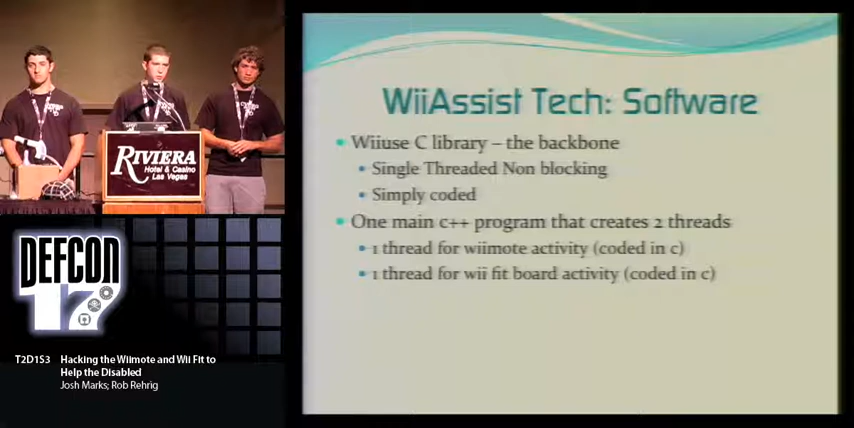 WiiAssist Tech: Software
Wiiuse C library – the backbone
Single Threaded Non blocking
Simply coded
One main c++ program that creates 2 threads
1 thread for wiimote activity (coded in c)
1 thread for wii fit board activity (coded in c)
RIVIERA
Hotel & Casino
Las Vegas
DEFCON
17
T2D1S3 Hacking the Wiimote and Wii Fit to
Help the Disabled
Josh Marks; Rob Rehrig